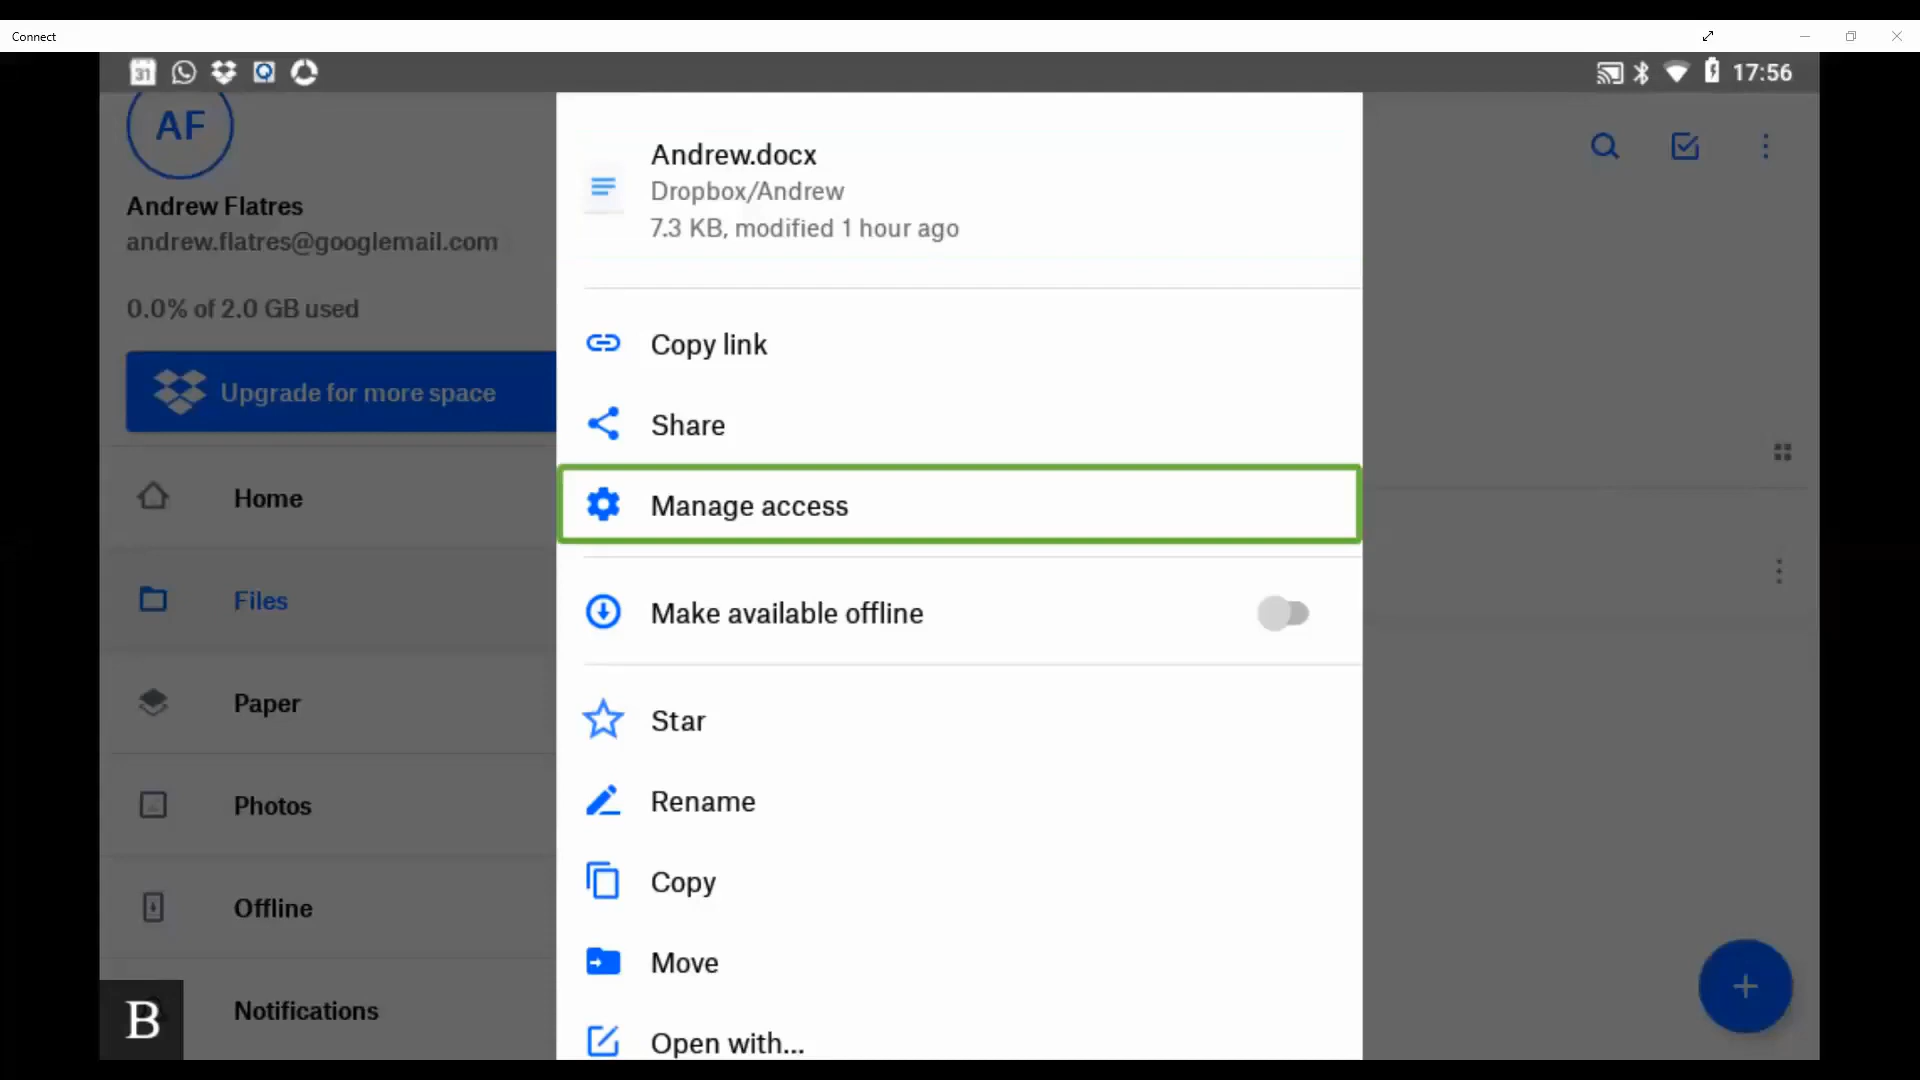 Connect
31
17:56
AF
Andrew Flatres
andrew.flatres@googlemail.com
0.0% of 2.0 GB used
Upgrade for more space
Home
Files
Paper
Photos
Offline
Notifications
B
Andrew.docx
Dropbox/Andrew
7.3 KB, modified 1 hour ago
Copy link
Share
Manage access
Make available offline
Star
Rename
Copy
Move
Open with...